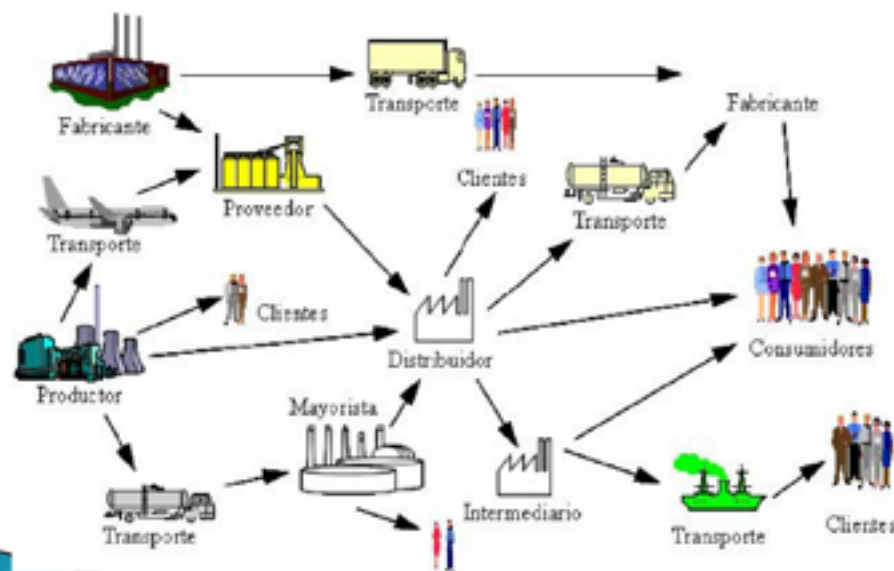 Transporte
Fabricante
Fabricante
Clientes
Proveedor
Transporte
Transporte
Clientes
Distribuidor
Consumidores
Productor
Mayorista
Intermediario
Transporte
Transporte
Clientes